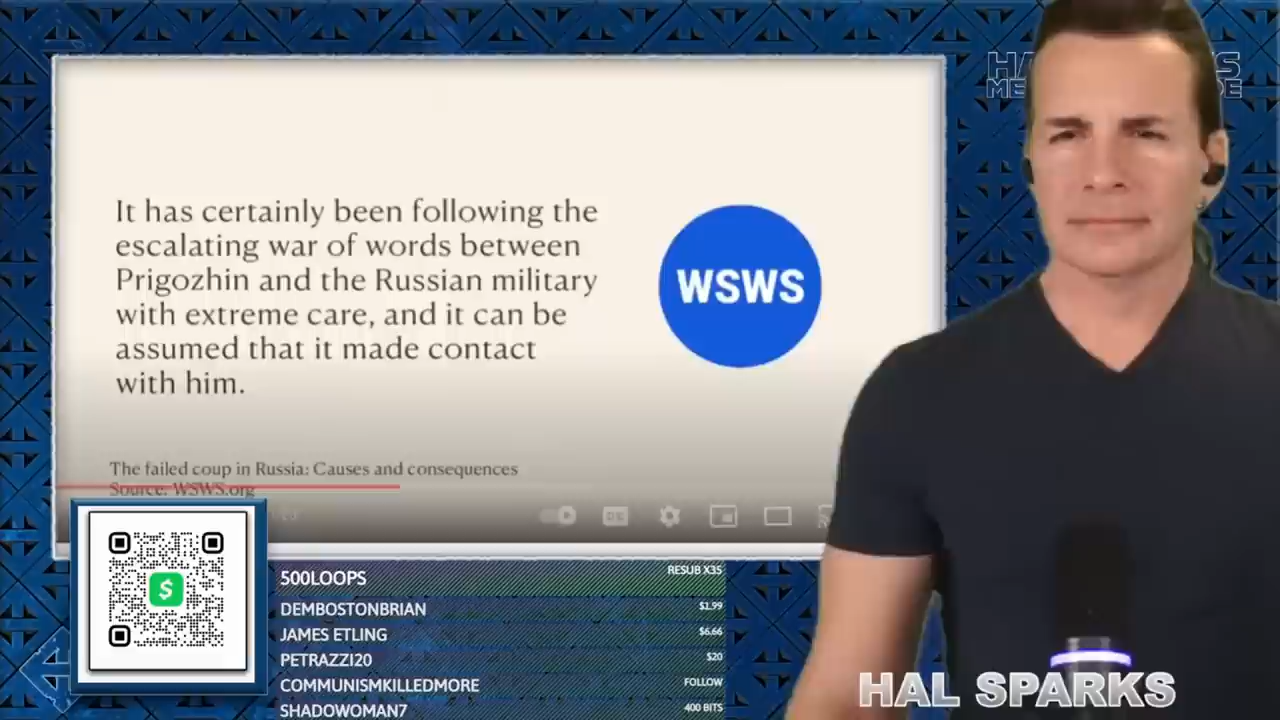 It has certainly been following the
escalating war of words between
Prigozhin and the Russian military
with extreme care, and it can be
assumed that it made contact
with him.
WSWS
The failed coup in Russia: Causes and consequences
Source: WSWS.org
$
500LOOPS
RESUB X35
DEMBOSTONBRIAN
$1.99
JAMES ETLING
$6.66
PETRAZZI20
$20
COMMUNISMKILLEDMORE
FOLLOW
SHADOWOMAN7
400 BITS
HAL SPARKS